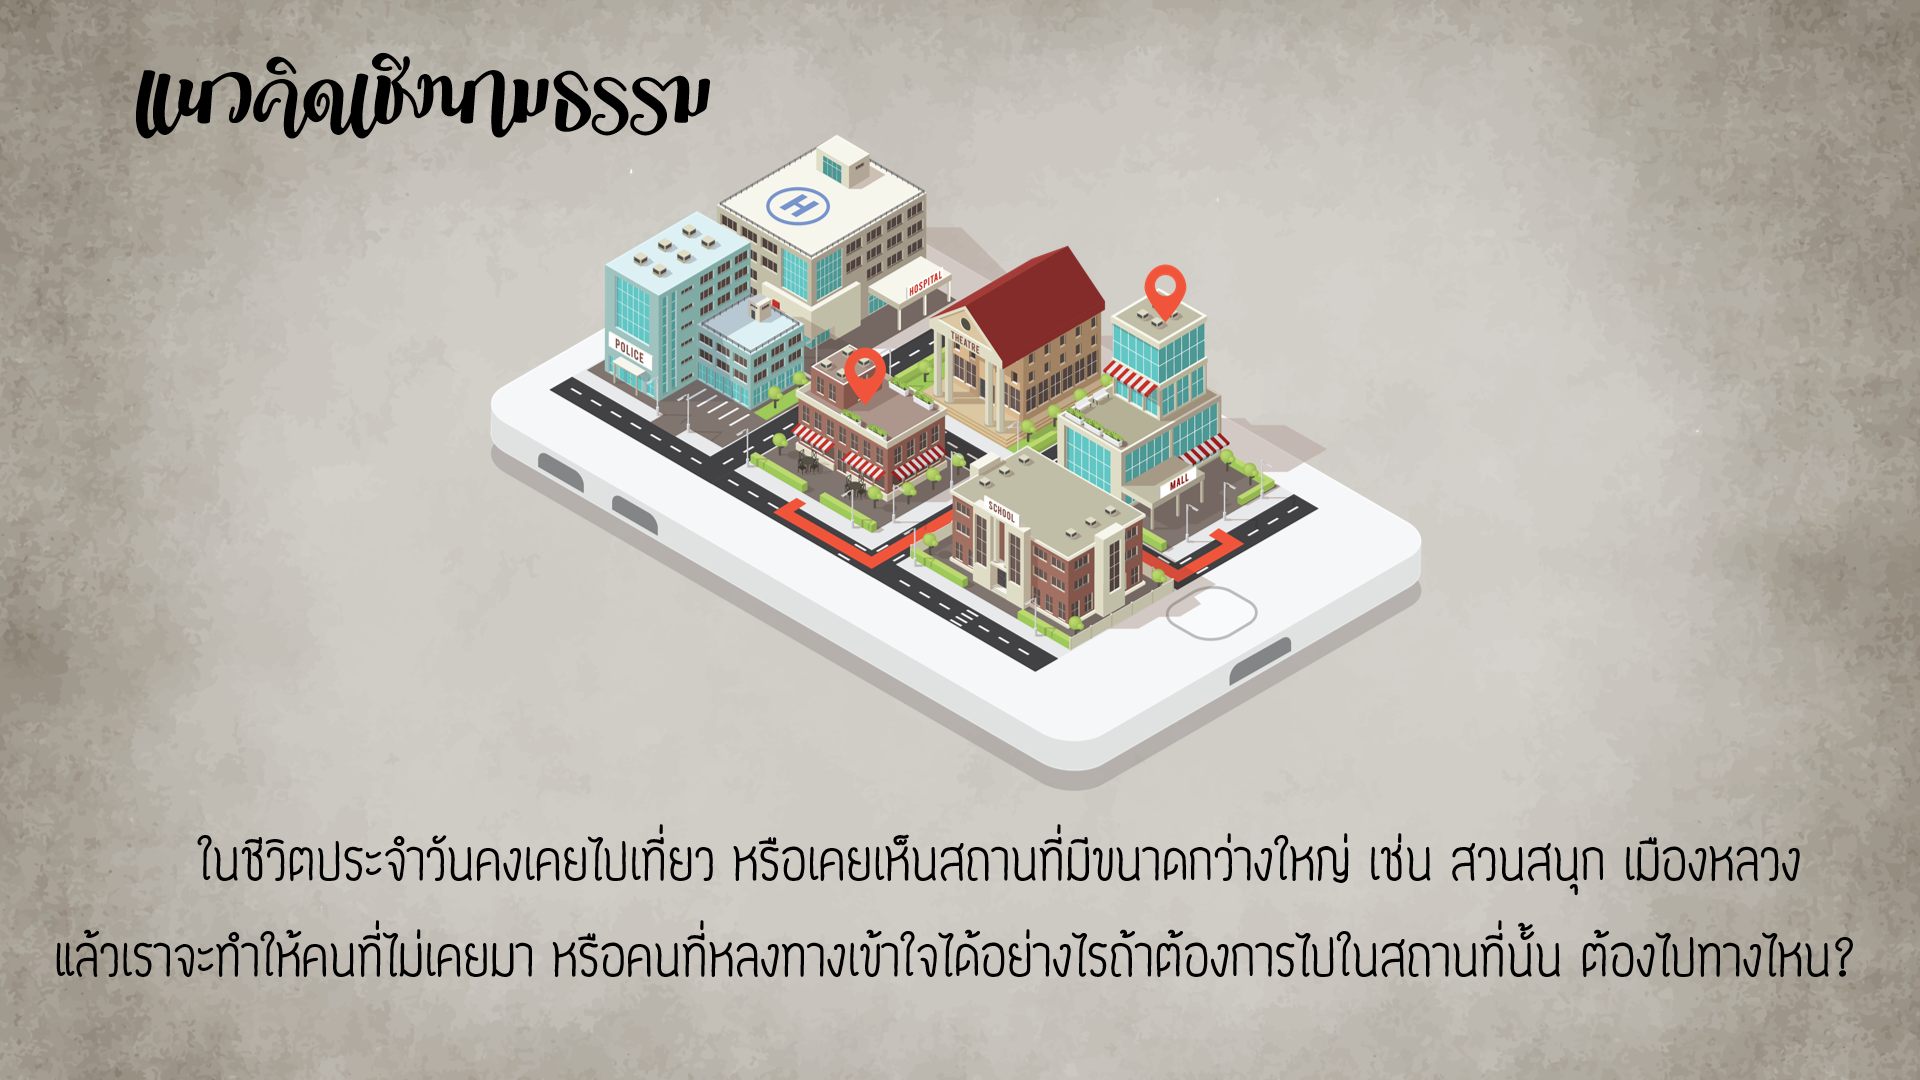 แนวคิดเชิงนามธรรม
H
HOSPITAL
POLICE
THEATRE
SCHOOL
MALL
ในชีวิตประจำวันคงเคยไปเที่ยว หรือเคยเห็นสถานที่มีขนาดกว่างใหญ่ เช่น สวนสนุก เมืองหลวง
แล้วเราจะทำให้คนที่ไม่เคยมา หรือคนที่หลงทางเข้าใจได้อย่างไรถ้าต้องการไปในสถานที่นั้น ต้องไปทางไหน?